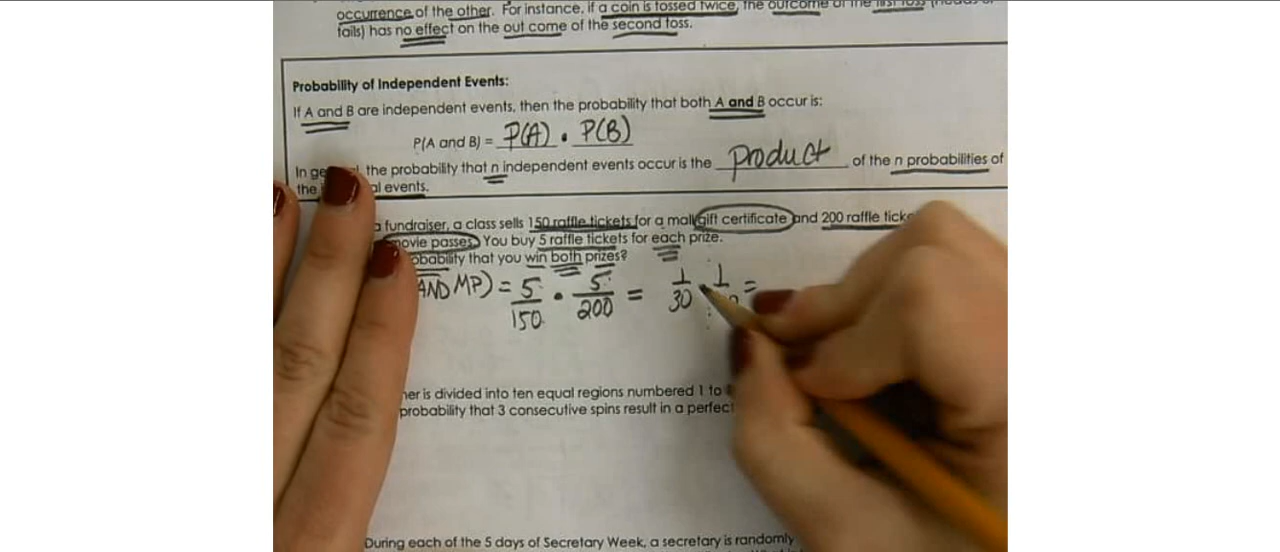 occurrence of the other. For instance, if a coin is tossed twice, the outcome of the first toss
tails) has no effect on the out come of the second toss.
Probability of Independent Events:
If A and B are independent events, then the probability that both A and B occur is:
P(A and B) = P(A) · P(B)
In the probability that n independent events occur is the product of the n probabilities of
the events.
a fundraiser, a class sells 150 raffle tickets for a mall gift certificate and 200 raffle
movie passes. You buy 5 raffle tickets for each prize.
that you win both prizes?
AND MP) = 5/150 · 5/200 = 1/30 · 1/ =
is divided into ten equal regions numbered 1 to
probability that 3 consecutive spins result in a
During each of the 5 days of Secretary Week, a secretary is randomly